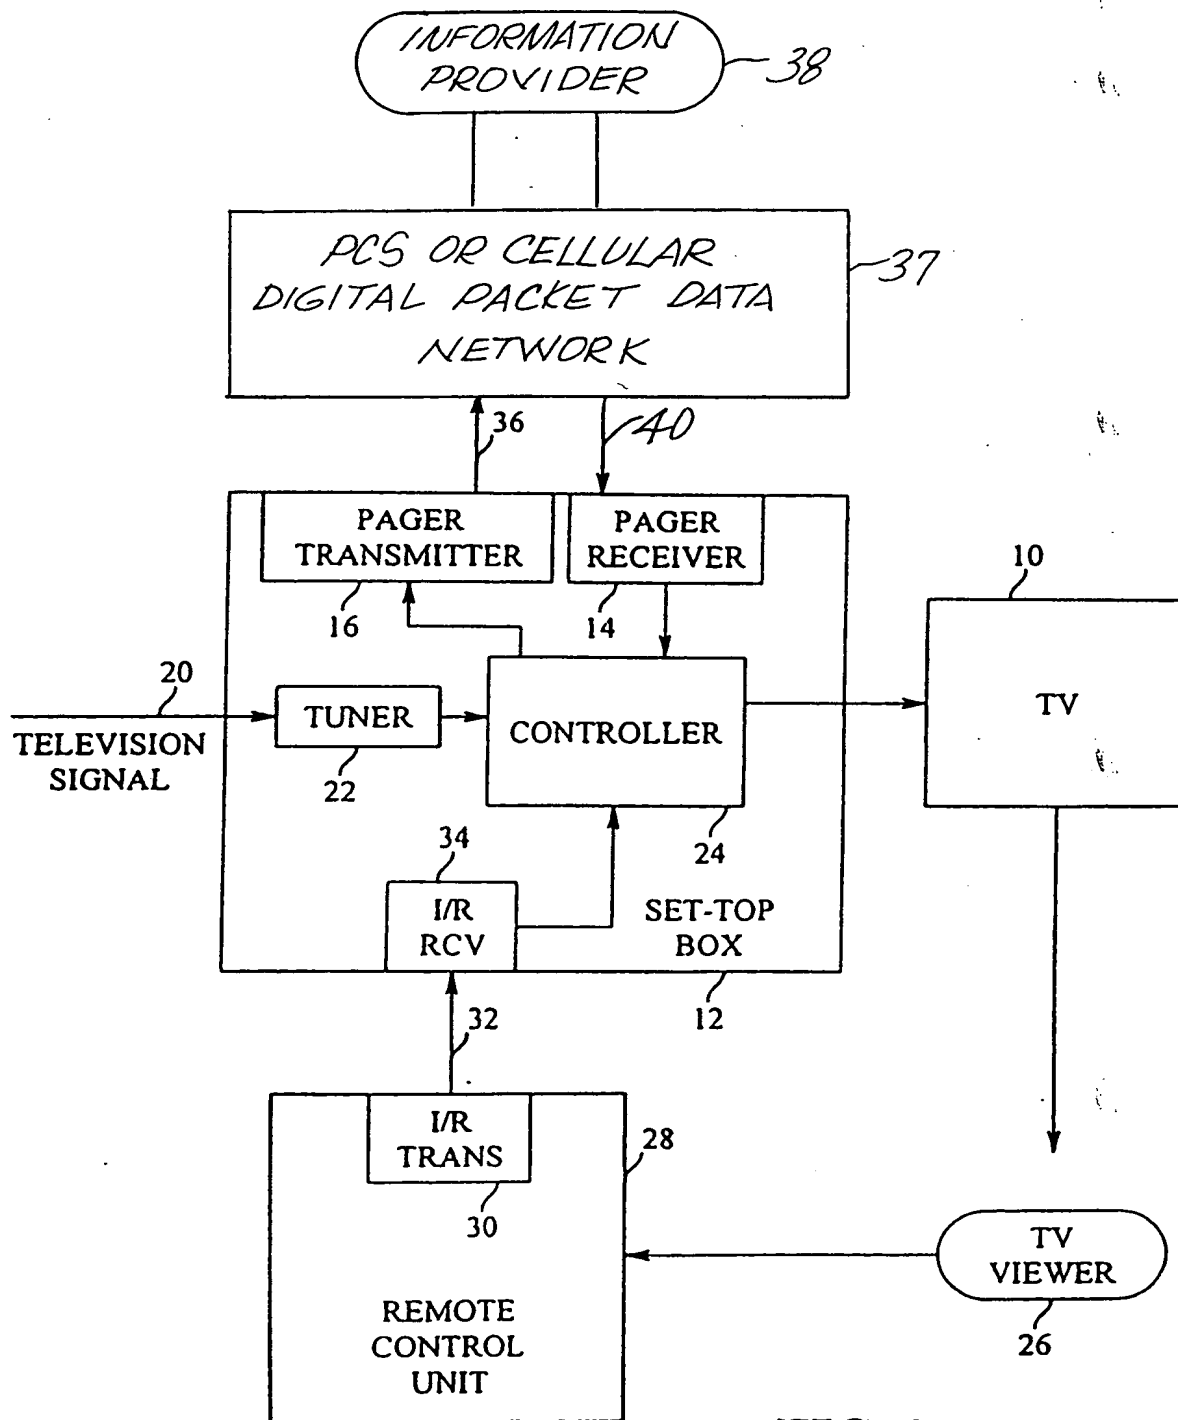 INFORMATION
PROVIDER
38
PCS OR CELLULAR
DIGITAL PACKET DATA
NETWORK
37
36
40
PAGER
TRANSMITTER
16
PAGER
RECEIVER
14
10
TV
20
TELEVISION
SIGNAL
TUNER
22
CONTROLLER
24
34
I/R
RCV
SET-TOP
BOX
12
32
I/R
TRANS
30
28
REMOTE
CONTROL
UNIT
TV
VIEWER
26